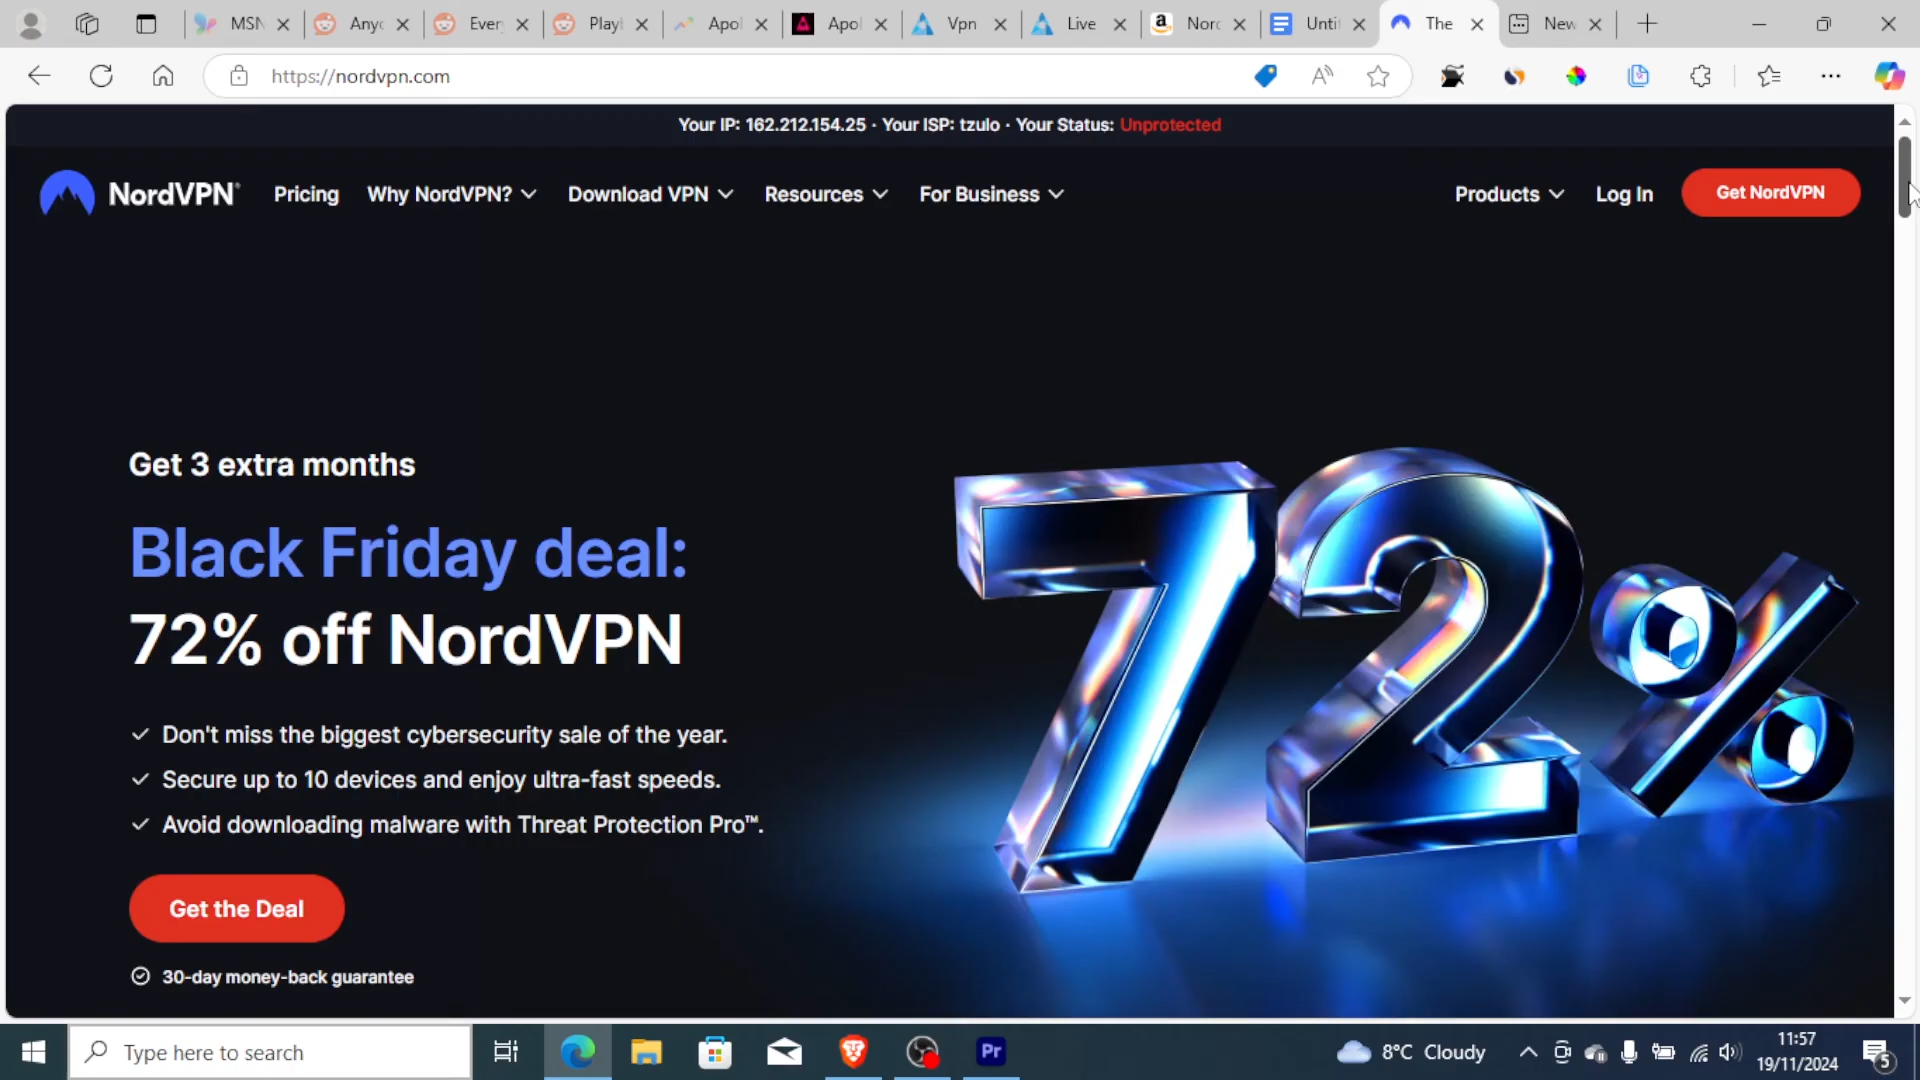 MSN
Any
Ever
Play
Apol
Apol
Vpn
Live
Nord
Unti
The
New
https://nordvpn.com
Your IP: 162.212.154.25 · Your ISP: tzulo · Your Status: Unprotected
NordVPN®
Pricing
Why NordVPN?
Download VPN
Resources
For Business
Products
Log In
Get NordVPN
Get 3 extra months
Black Friday deal:
72% off NordVPN
72%
Don't miss the biggest cybersecurity sale of the year.
Secure up to 10 devices and enjoy ultra-fast speeds.
Avoid downloading malware with Threat Protection Pro™.
Get the Deal
30-day money-back guarantee
Type here to search
Pr
8°C Cloudy
11:57
19/11/2024
5